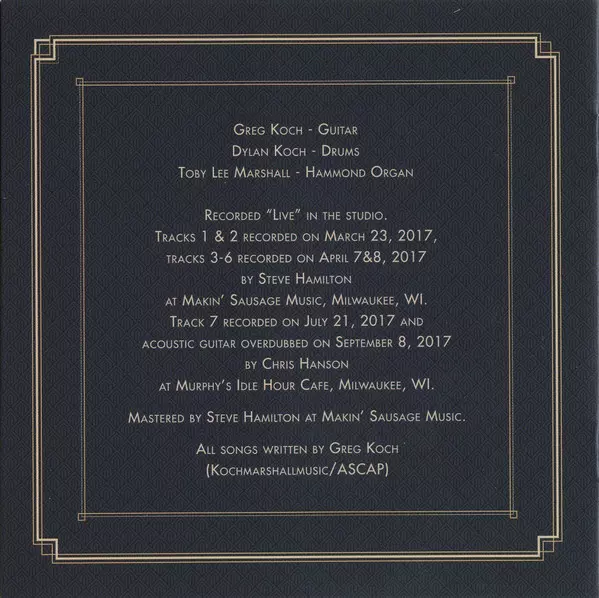 Greg Koch - Guitar
Dylan Koch - Drums
Toby Lee Marshall - Hammond Organ
Recorded "Live" in the studio.
Tracks 1 & 2 recorded on March 23, 2017,
tracks 3-6 recorded on April 7&8, 2017
by Steve Hamilton
at Makin' Sausage Music, Milwaukee, WI.
Track 7 recorded on July 21, 2017 and
acoustic guitar overdubbed on September 8, 2017
by Chris Hanson
at Murphy's Idle Hour Cafe, Milwaukee, WI.
Mastered by Steve Hamilton at Makin' Sausage Music.
All songs written by Greg Koch
(Kochmarshallmusic/ASCAP)